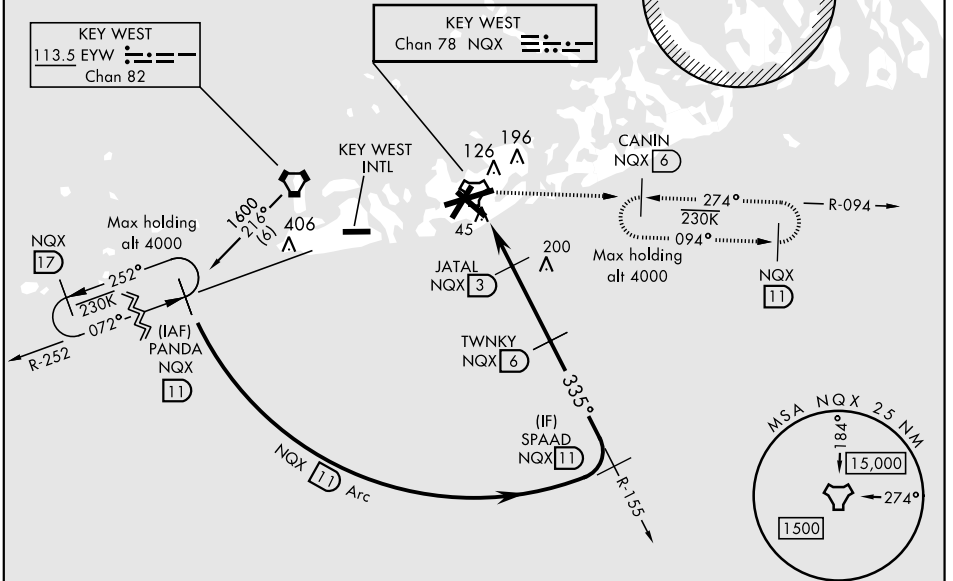 KEY WEST
113.5 EYW
Chan 82
KEY WEST
Chan 78 NQX
126
196
KEY WEST
INTL
CANIN
NQX 6
274°
230K
094°
R-094
Max holding
alt 4000
NQX
11
1600
216°
(6)
406
45
Max holding
alt 4000
NQX
17
252°
230K
072°
R-252
(IAF)
PANDA
NQX
11
JATAL
NQX 3
200
TWNKY
NQX 6
335°
(IF)
SPAAD
NQX 11
R-155
NQX 11 Arc
MSA NQX 25 NM
184°
15,000
274°
1500